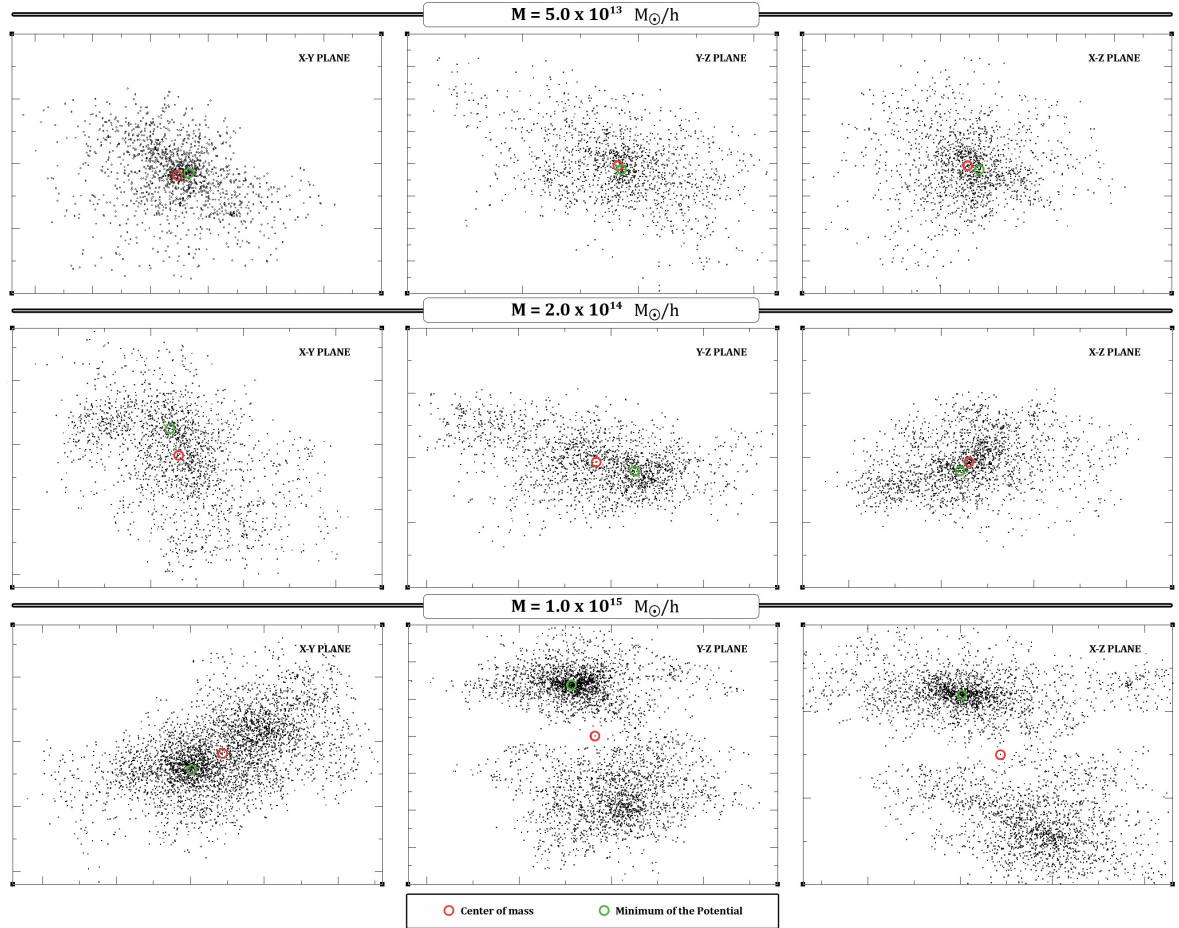 M = 5.0 x 10¹³ M☉/h
X-Y PLANE
Y-Z PLANE
X-Z PLANE
M = 2.0 x 10¹⁴ M☉/h
X-Y PLANE
Y-Z PLANE
X-Z PLANE
M = 1.0 x 10¹⁵ M☉/h
X-Y PLANE
Y-Z PLANE
X-Z PLANE
Center of mass
Minimum of the Potential